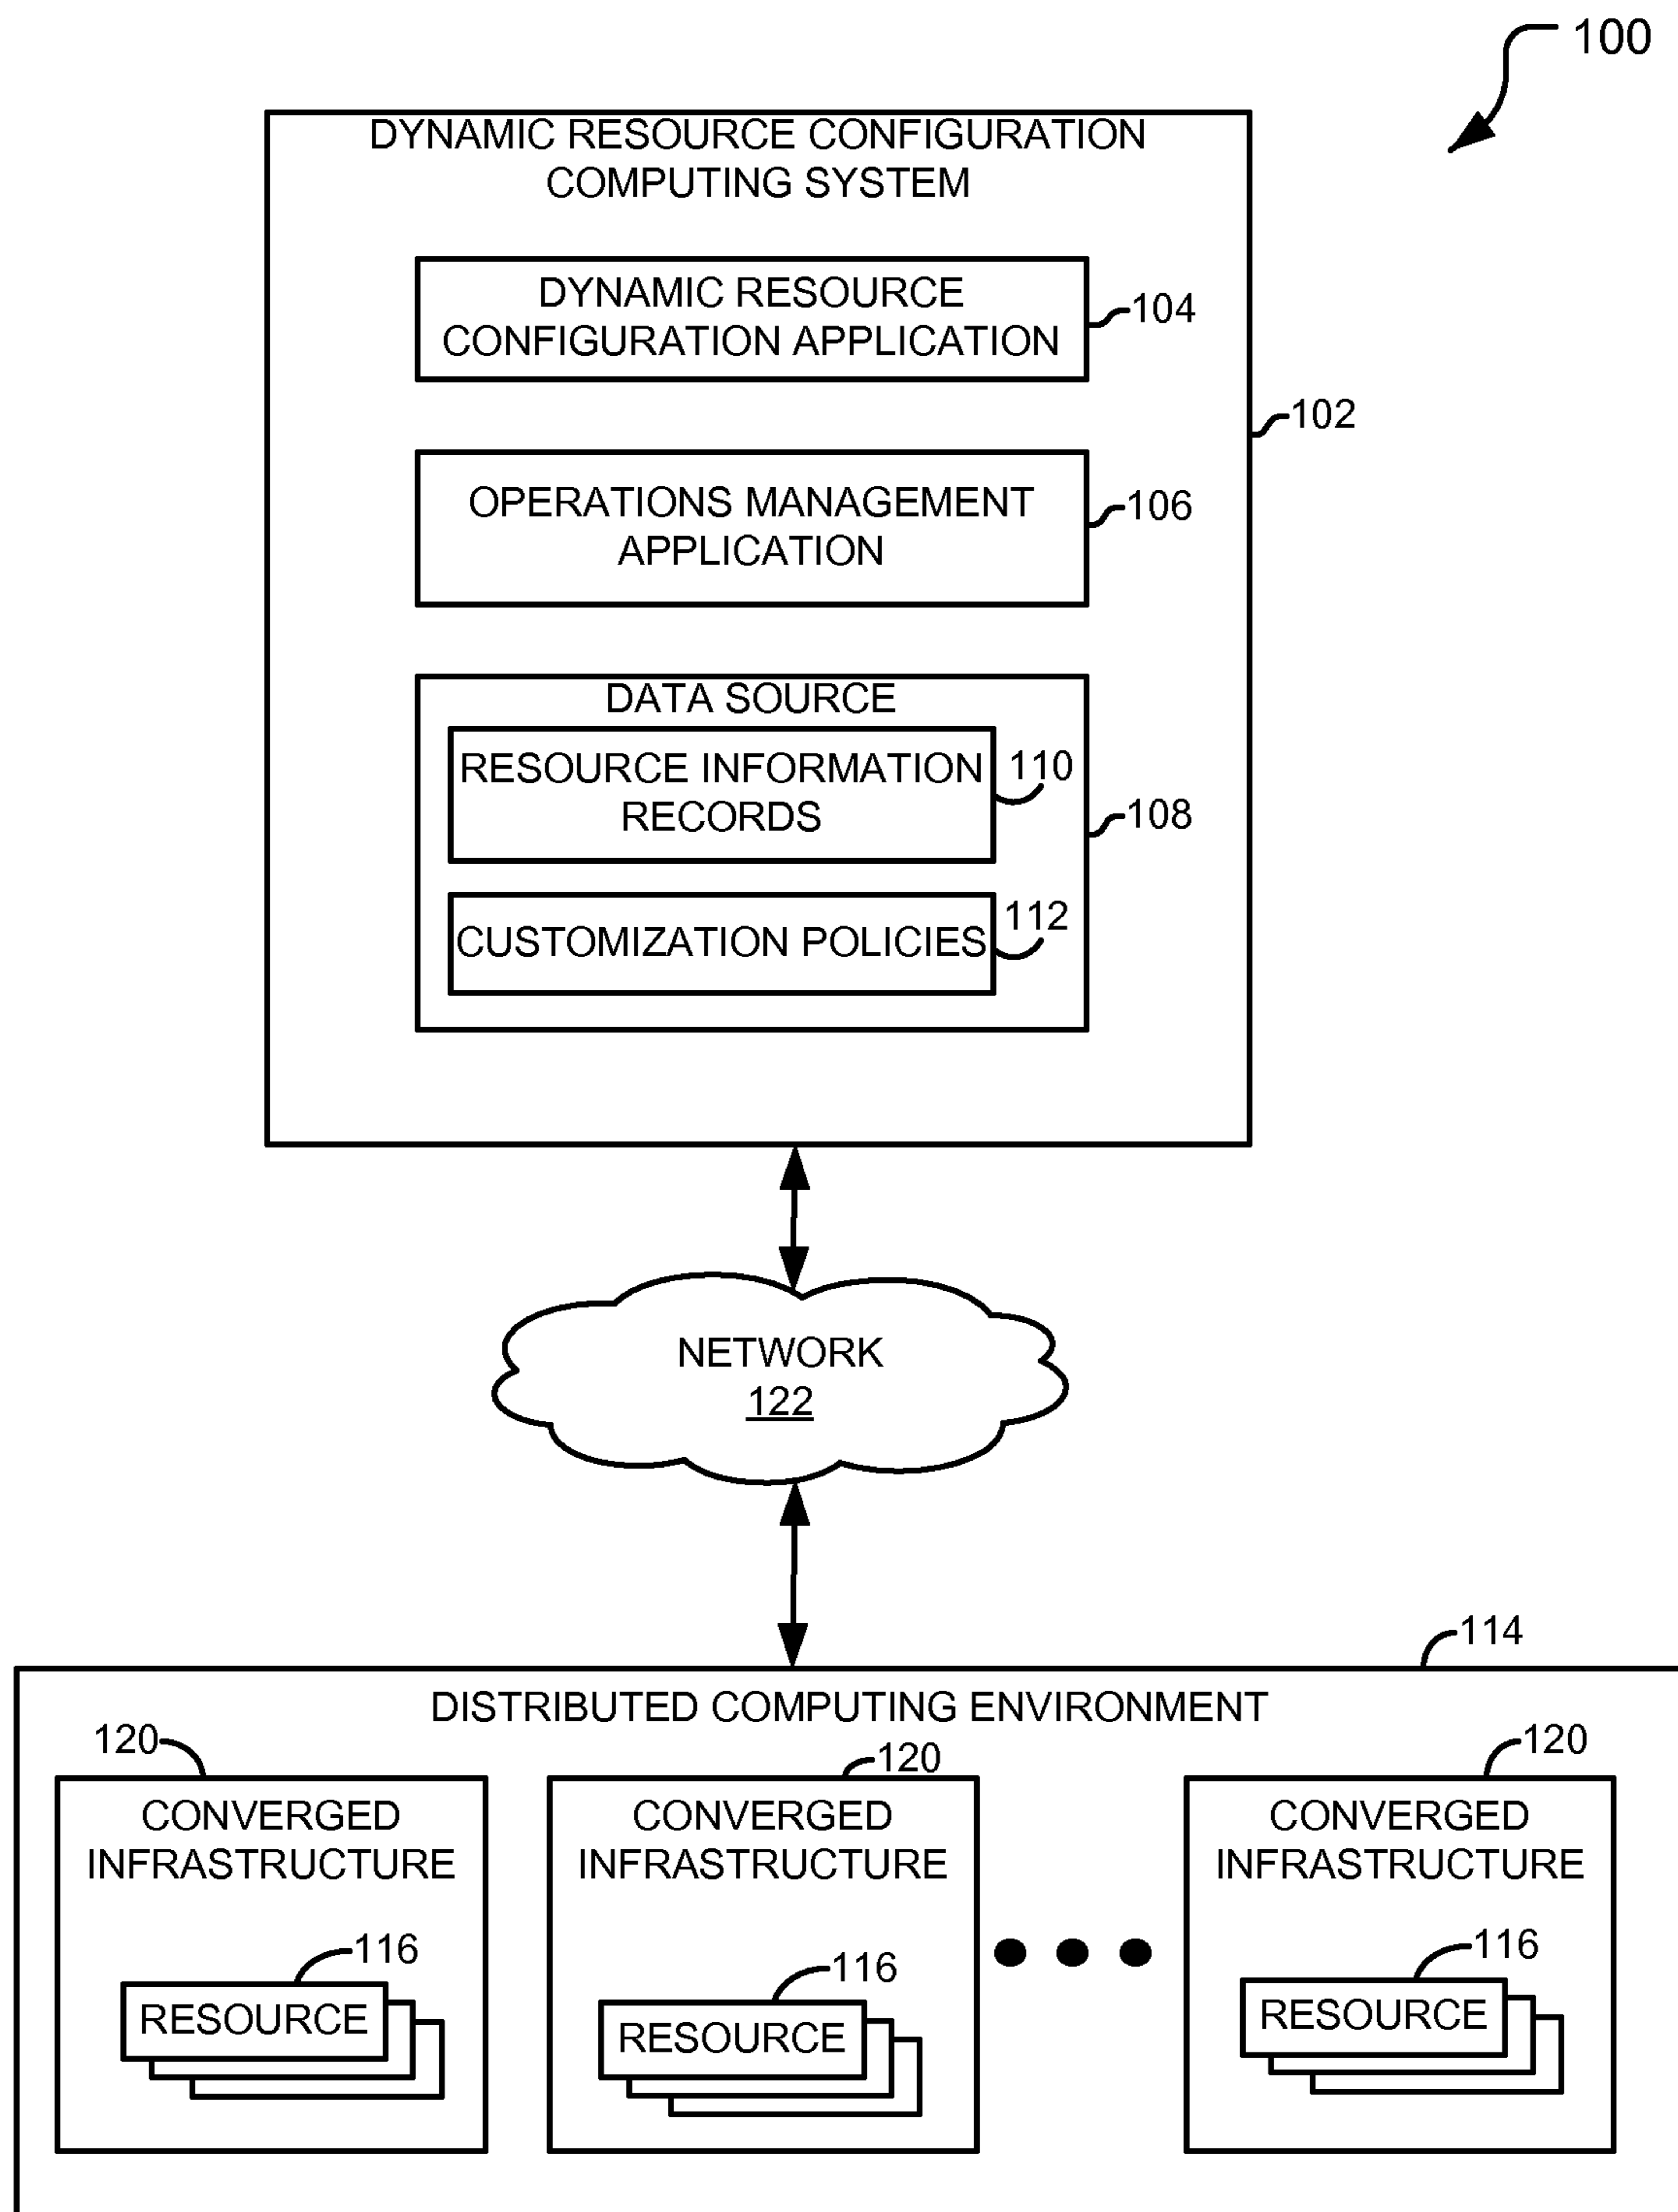 100
DYNAMIC RESOURCE CONFIGURATION
COMPUTING SYSTEM
DYNAMIC RESOURCE
CONFIGURATION APPLICATION
104
102
OPERATIONS MANAGEMENT
APPLICATION
106
DATA SOURCE
RESOURCE INFORMATION
RECORDS
110
108
CUSTOMIZATION POLICIES
112
NETWORK
122
114
DISTRIBUTED COMPUTING ENVIRONMENT
120
CONVERGED
INFRASTRUCTURE
116
RESOURCE
120
CONVERGED
INFRASTRUCTURE
116
RESOURCE
120
CONVERGED
INFRASTRUCTURE
116
RESOURCE